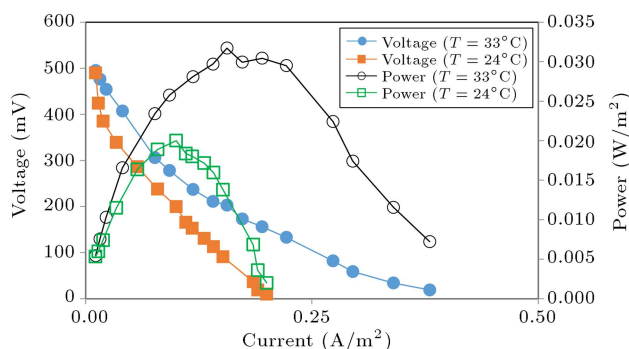 600
500
400
300
200
100
0
Voltage (mV)
0.035
0.030
0.025
0.020
0.015
0.010
0.005
0.000
Power (W/m²)
Voltage (T = 33°C)
Voltage (T = 24°C)
Power (T = 33°C)
Power (T = 24°C)
0.00 0.25 0.50
Current (A/m²)